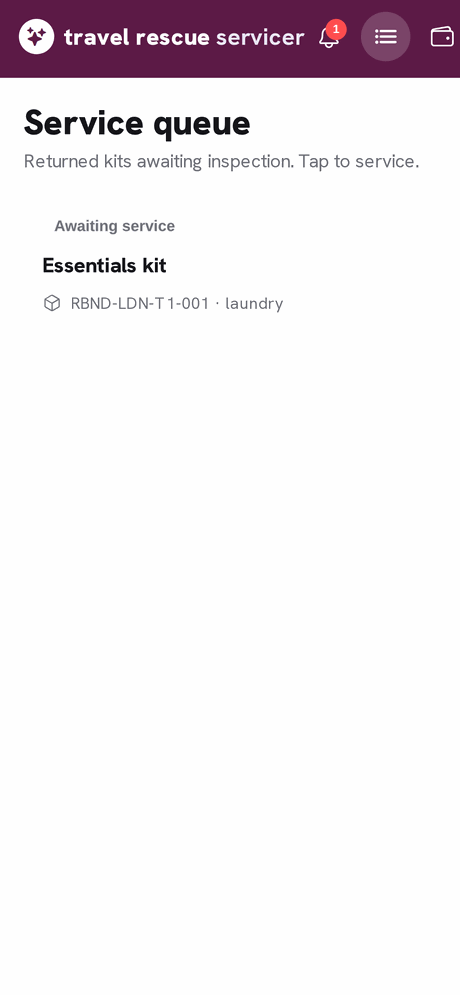 travel rescue servicer
1
Service queue
Returned kits awaiting inspection. Tap to service.
Awaiting service
Essentials kit
RBND-LDN-T1-001 · laundry